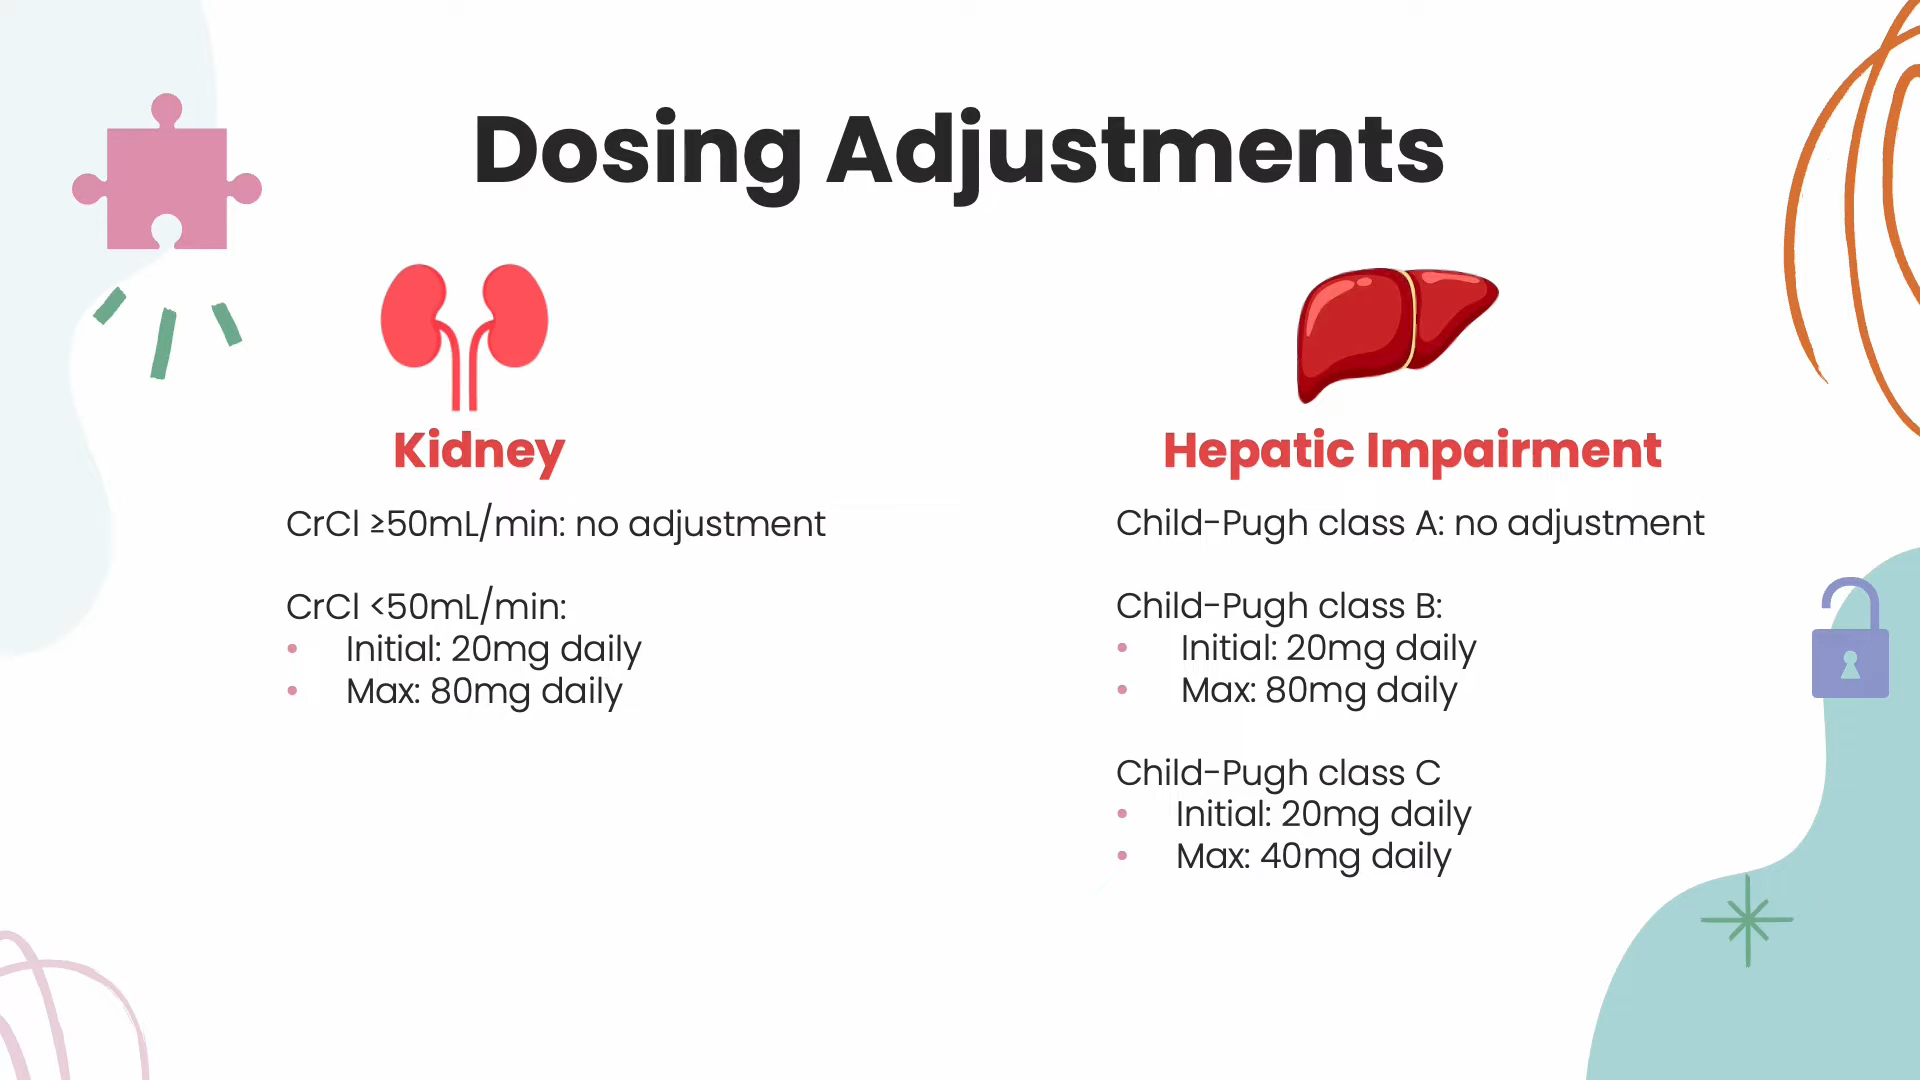 Dosing Adjustments
Kidney
CrCl ≥50mL/min: no adjustment
CrCl <50mL/min:
• Initial: 20mg daily
• Max: 80mg daily
Hepatic Impairment
Child-Pugh class A: no adjustment
Child-Pugh class B:
• Initial: 20mg daily
• Max: 80mg daily
Child-Pugh class C
• Initial: 20mg daily
• Max: 40mg daily